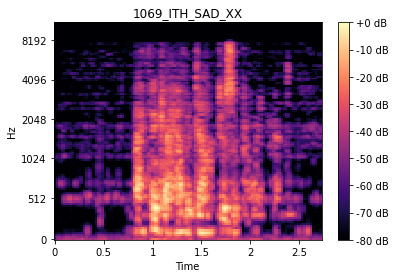 1069_ITH_SAD_XX
+0 dB
8192
-10 dB
4096
-20 dB
-30 dB
2048
Hz
-40 dB
1024
-50 dB
512
-60 dB
-70 dB
0
-80 dB
0 0.5 1 1.5 2 2.5
Time